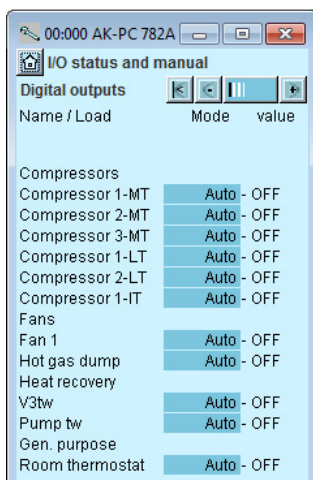 00:000 AK-PC 782A
I/O status and manual
Digital outputs
Name / Load Mode value
Compressors
Compressor 1-MT Auto - OFF
Compressor 2-MT Auto - OFF
Compressor 3-MT Auto - OFF
Compressor 1-LT Auto - OFF
Compressor 2-LT Auto - OFF
Compressor 1-IT Auto - OFF
Fans
Fan 1 Auto - OFF
Hot gas dump Auto - OFF
Heat recovery
V3tw Auto - OFF
Pump tw Auto - OFF
Gen. purpose
Room thermostat Auto - OFF